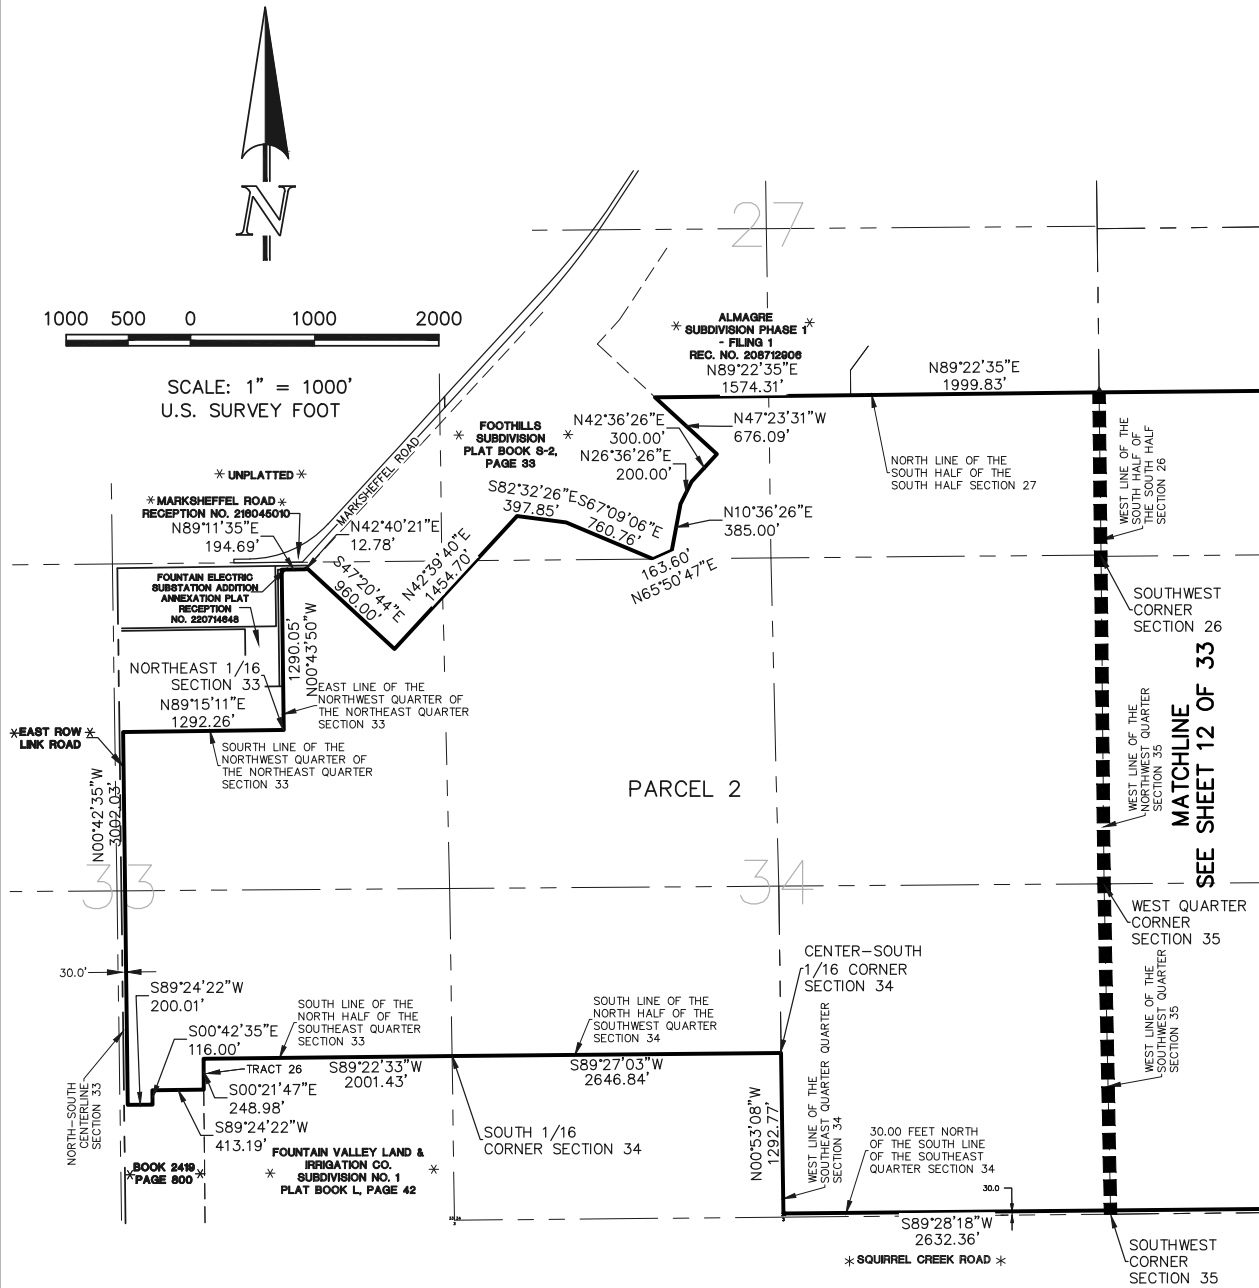 N
27
1000 500 0 1000 2000
SCALE: 1" = 1000'
U.S. SURVEY FOOT
ALMAGRE
* SUBDIVISION PHASE 1 *
- FILING 1
REC. NO. 208712906
N89°22'35"E
1574.31'
N89°22'35"E
1999.83'
N42°36'26"E
300.00'
N26°36'26"E
200.00'
N47°23'31"W
676.09'
FOOTHILLS
* SUBDIVISION *
PLAT BOOK S-2,
PAGE 33
MARKSHEFFEL ROAD
NORTH LINE OF THE
SOUTH HALF OF THE
SOUTH HALF SECTION 27
WEST LINE OF THE
SOUTH HALF OF
THE SOUTH HALF
SECTION 26
* UNPLATTED *
* MARKSHEFFEL ROAD *
RECEPTION NO. 216045010
N89°11'35"E
194.69'
N42°40'21"E
12.78'
S82°32'26"E
397.85'
S67°09'06"E
760.76'
N10°36'26"E
385.00'
163.60'
N65°50'47"E
S47°20'44"E
960.00'
N42°39'40"E
1454.70'
FOUNTAIN ELECTRIC
SUBSTATION ADDITION
ANNEXATION PLAT
RECEPTION
NO. 220714648
1290.05'
N00°43'50"W
SOUTHWEST
CORNER
SECTION 26
NORTHEAST 1/16
SECTION 33
N89°15'11"E
1292.26'
EAST LINE OF THE
NORTHWEST QUARTER OF
THE NORTHEAST QUARTER
SECTION 33
* EAST ROW *
LINK ROAD
SOURTH LINE OF THE
NORTHWEST QUARTER OF
THE NORTHEAST QUARTER
SECTION 33
N00°42'35"W
3002.03'
PARCEL 2
WEST LINE OF THE
NORTHWEST QUARTER
SECTION 35
MATCHLINE
SEE SHEET 12 OF 33
33
34
WEST QUARTER
CORNER
SECTION 35
30.0'
S89°24'22"W
200.01'
CENTER-SOUTH
1/16 CORNER
SECTION 34
WEST LINE OF THE
SOUTHWEST QUARTER
SECTION 35
S00°42'35"E
116.00'
SOUTH LINE OF THE
NORTH HALF OF THE
SOUTHEAST QUARTER
SECTION 33
SOUTH LINE OF THE
NORTH HALF OF THE
SOUTHWEST QUARTER
SECTION 34
TRACT 26
S89°22'33"W
2001.43'
S89°27'03"W
2646.84'
S00°21'47"E
248.98'
S89°24'22"W
413.19'
NORTH-SOUTH
CENTERLINE
SECTION 33
SOUTH 1/16
CORNER SECTION 34
N00°53'08"W
1292.77'
WEST LINE OF THE
SOUTHEAST QUARTER QUARTER
SECTION 34
30.00 FEET NORTH
OF THE SOUTH LINE
OF THE SOUTHEAST
QUARTER SECTION 34
BOOK 2419
* PAGE 800 *
FOUNTAIN VALLEY LAND &
* IRRIGATION CO. *
SUBDIVISION NO. 1
PLAT BOOK L, PAGE 42
30.0
S89°28'18"W
2632.36'
* SQUIRREL CREEK ROAD *
SOUTHWEST
CORNER
SECTION 35